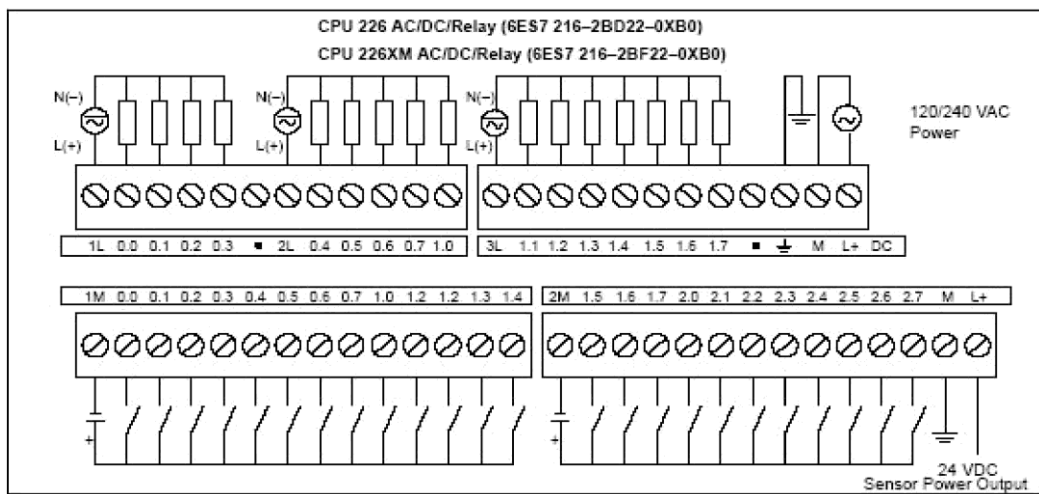 CPU 226 AC/DC/Relay (6ES7 216–2BD22–0XB0)
CPU 226XM AC/DC/Relay (6ES7 216–2BF22–0XB0)
N(–) N(–) N(–)
L(+) L(+) L(+)
120/240 VAC
Power
1L 0.0 0.1 0.2 0.3 ■ 2L 0.4 0.5 0.6 0.7 1.0 3L 1.1 1.2 1.3 1.4 1.5 1.6 1.7 ■ ⏚ M L+ DC
1M 0.0 0.1 0.2 0.3 0.4 0.5 0.6 0.7 1.0 1.2 1.2 1.3 1.4 2M 1.5 1.6 1.7 2.0 2.1 2.2 2.3 2.4 2.5 2.6 2.7 M L+
+ +
24 VDC
Sensor Power Output